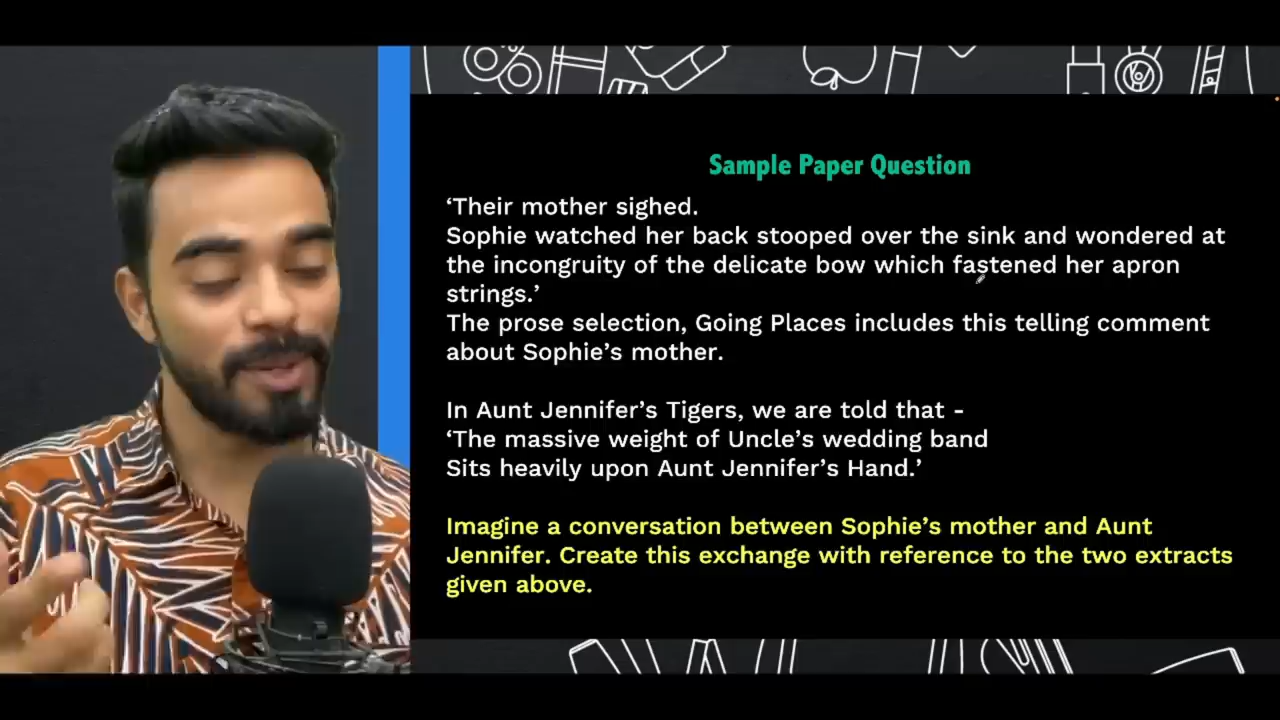 Sample Paper Question
‘Their mother sighed.
Sophie watched her back stooped over the sink and wondered at
the incongruity of the delicate bow which fastened her apron
strings.’
The prose selection, Going Places includes this telling comment
about Sophie’s mother.
In Aunt Jennifer’s Tigers, we are told that -
‘The massive weight of Uncle’s wedding band
Sits heavily upon Aunt Jennifer’s Hand.’
Imagine a conversation between Sophie’s mother and Aunt
Jennifer. Create this exchange with reference to the two extracts
given above.